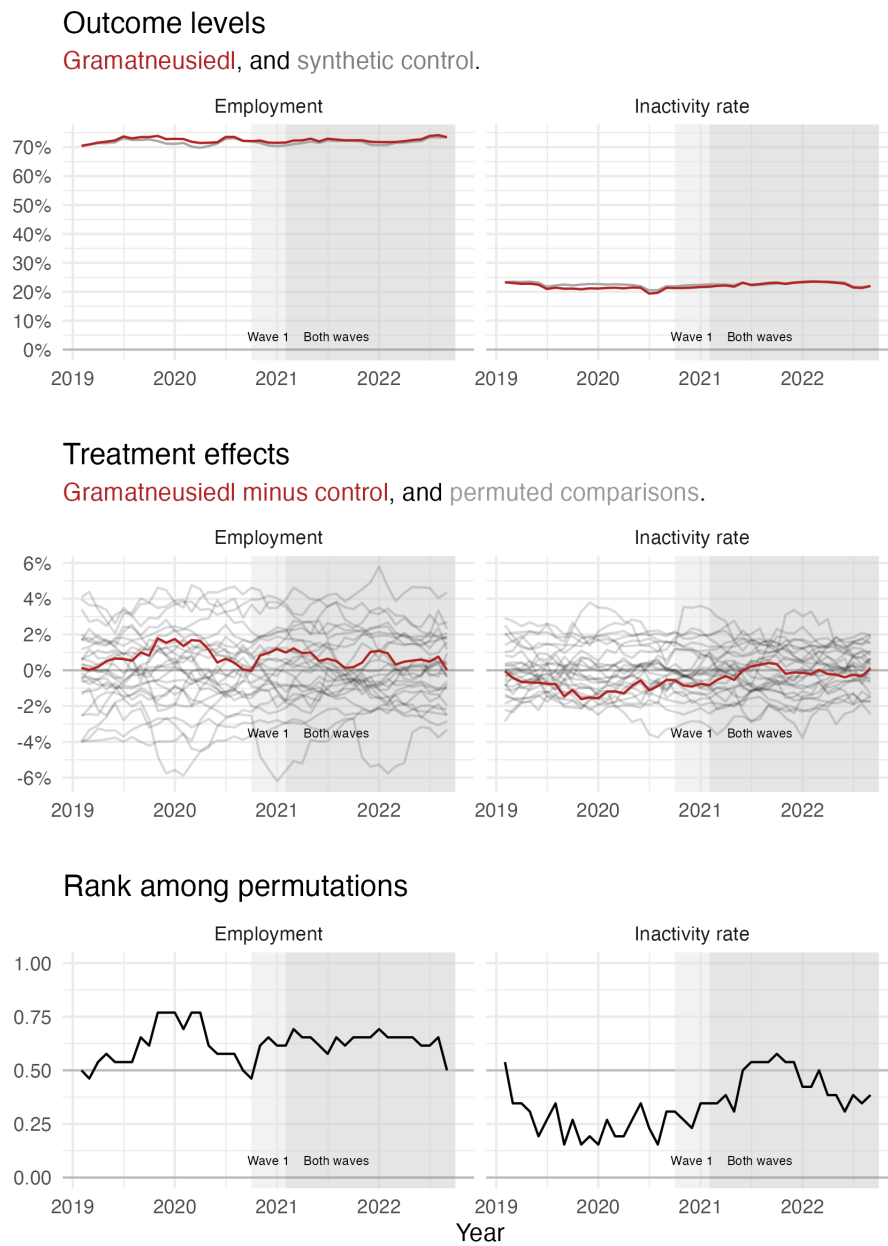 Outcome levels
Gramatneusiedl, and synthetic control.
Employment
Inactivity rate
70%
60%
50%
40%
30%
20%
10%
0%
Wave 1 Both waves
Wave 1 Both waves
2019 2020 2021 2022
2019 2020 2021 2022
Treatment effects
Gramatneusiedl minus control, and permuted comparisons.
Employment
Inactivity rate
6%
4%
2%
0%
-2%
-4%
-6%
Wave 1 Both waves
Wave 1 Both waves
2019 2020 2021 2022
2019 2020 2021 2022
Rank among permutations
Employment
Inactivity rate
1.00
0.75
0.50
0.25
0.00
Wave 1 Both waves
Wave 1 Both waves
2019 2020 2021 2022
2019 2020 2021 2022
Year